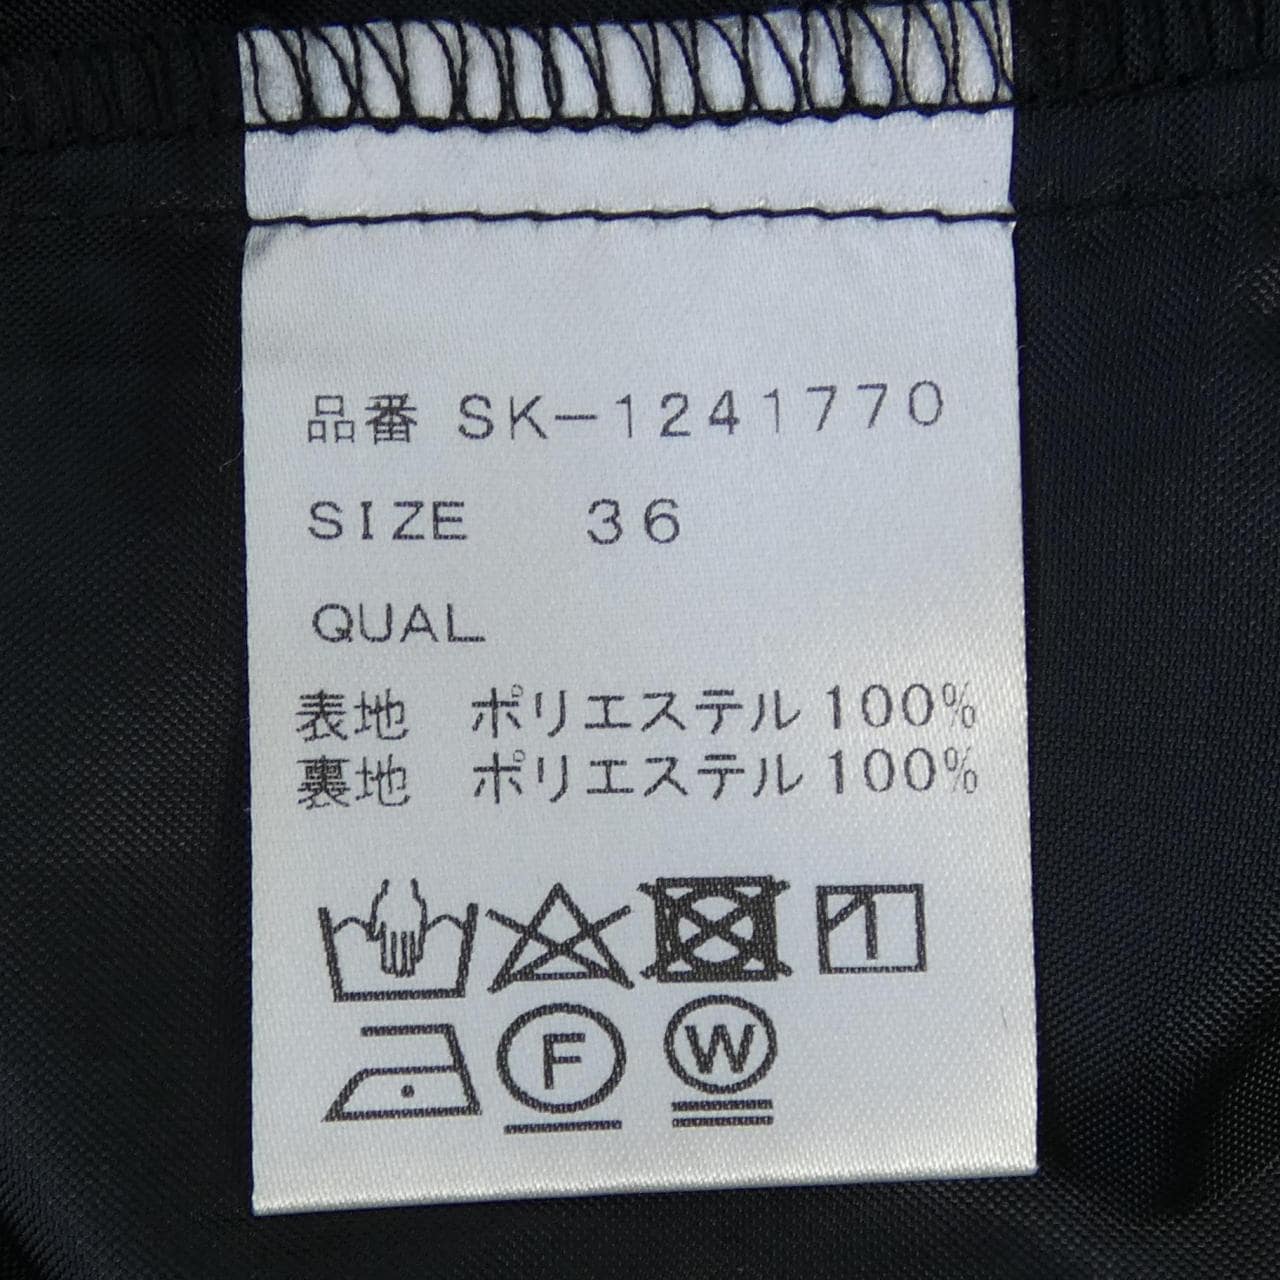 品番 SK-1241770
SIZE 36
QUAL
表地 ポリエステル100%
裏地 ポリエステル100%
F W